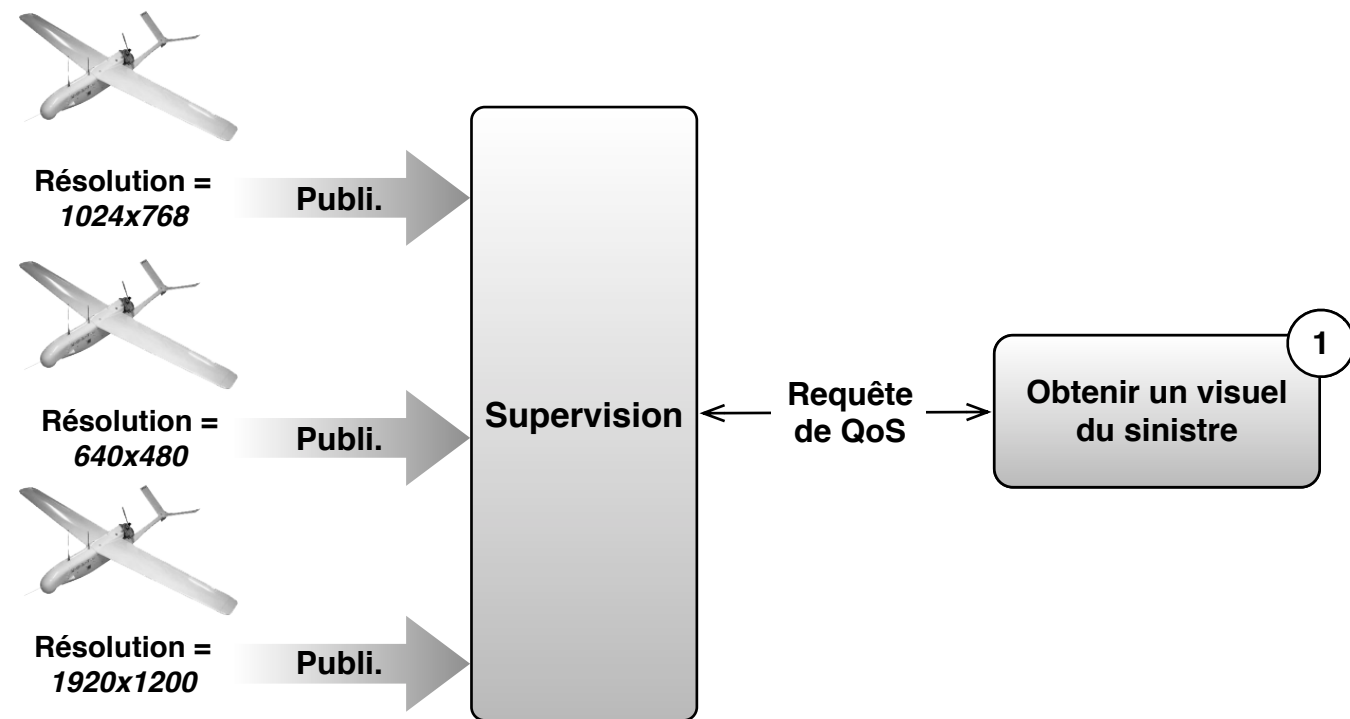 Résolution =
1024x768
Publi.
Résolution =
640x480
Publi.
Résolution =
1920x1200
Publi.
Supervision
Requête
de QoS
1
Obtenir un visuel
du sinistre